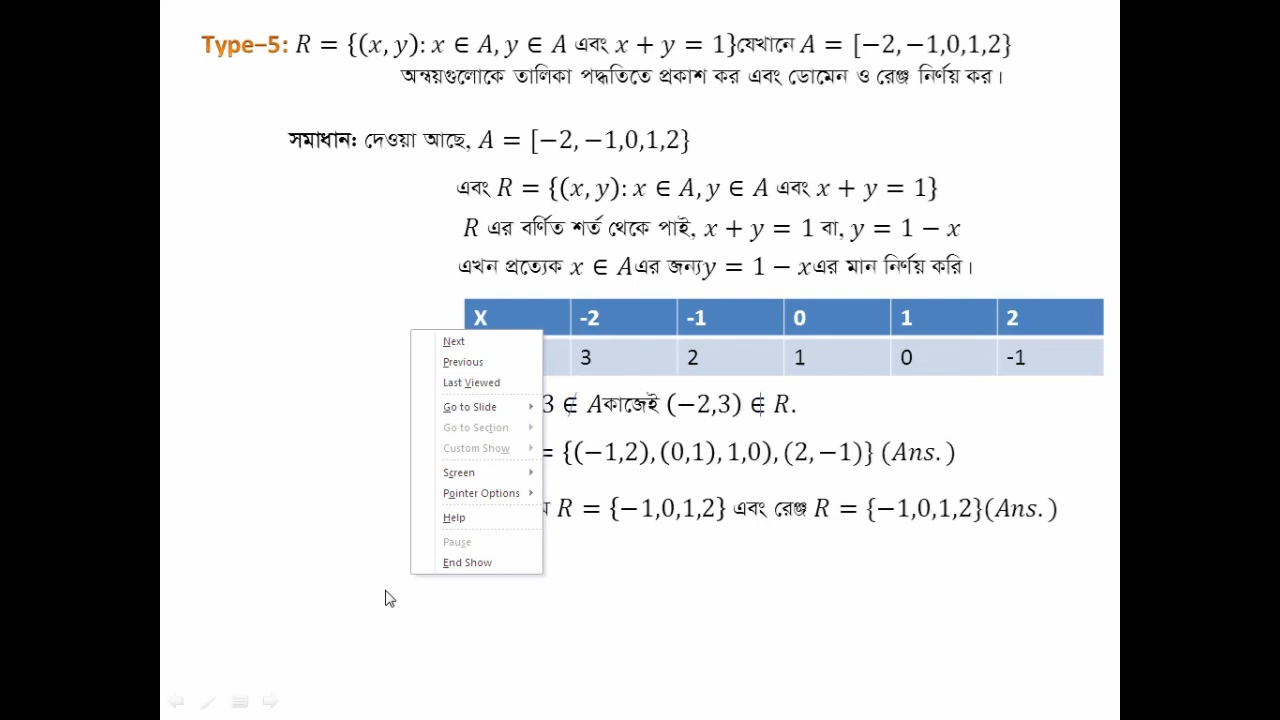 Type-5: R = {(x, y): x ∈ A, y ∈ A এবং x + y = 1}যেখানে A = [−2, −1,0,1,2}
অন্বয়গুলোকে তালিকা পদ্ধতিতে প্রকাশ কর এবং ডোমেন ও রেঞ্জ নির্ণয় কর।
সমাধান: দেওয়া আছে, A = [−2, −1,0,1,2}
এবং R = {(x, y): x ∈ A, y ∈ A এবং x + y = 1}
R এর বর্ণিত শর্ত থেকে পাই, x + y = 1 বা, y = 1 − x
এখন প্রত্যেক x ∈ Aএর জন্যy = 1 − xএর মান নির্ণয় করি।
X -2 -1 0 1 2
3 2 1 0 -1
3 ∉ Aকাজেই (−2,3) ∉ R.
= {(−1,2), (0,1), 1,0), (2, −1)} (Ans.)
R = {−1,0,1,2} এবং রেঞ্জ R = {−1,0,1,2}(Ans.)
Next
Previous
Last Viewed
Go to Slide
Go to Section
Custom Show
Screen
Pointer Options
Help
Pause
End Show